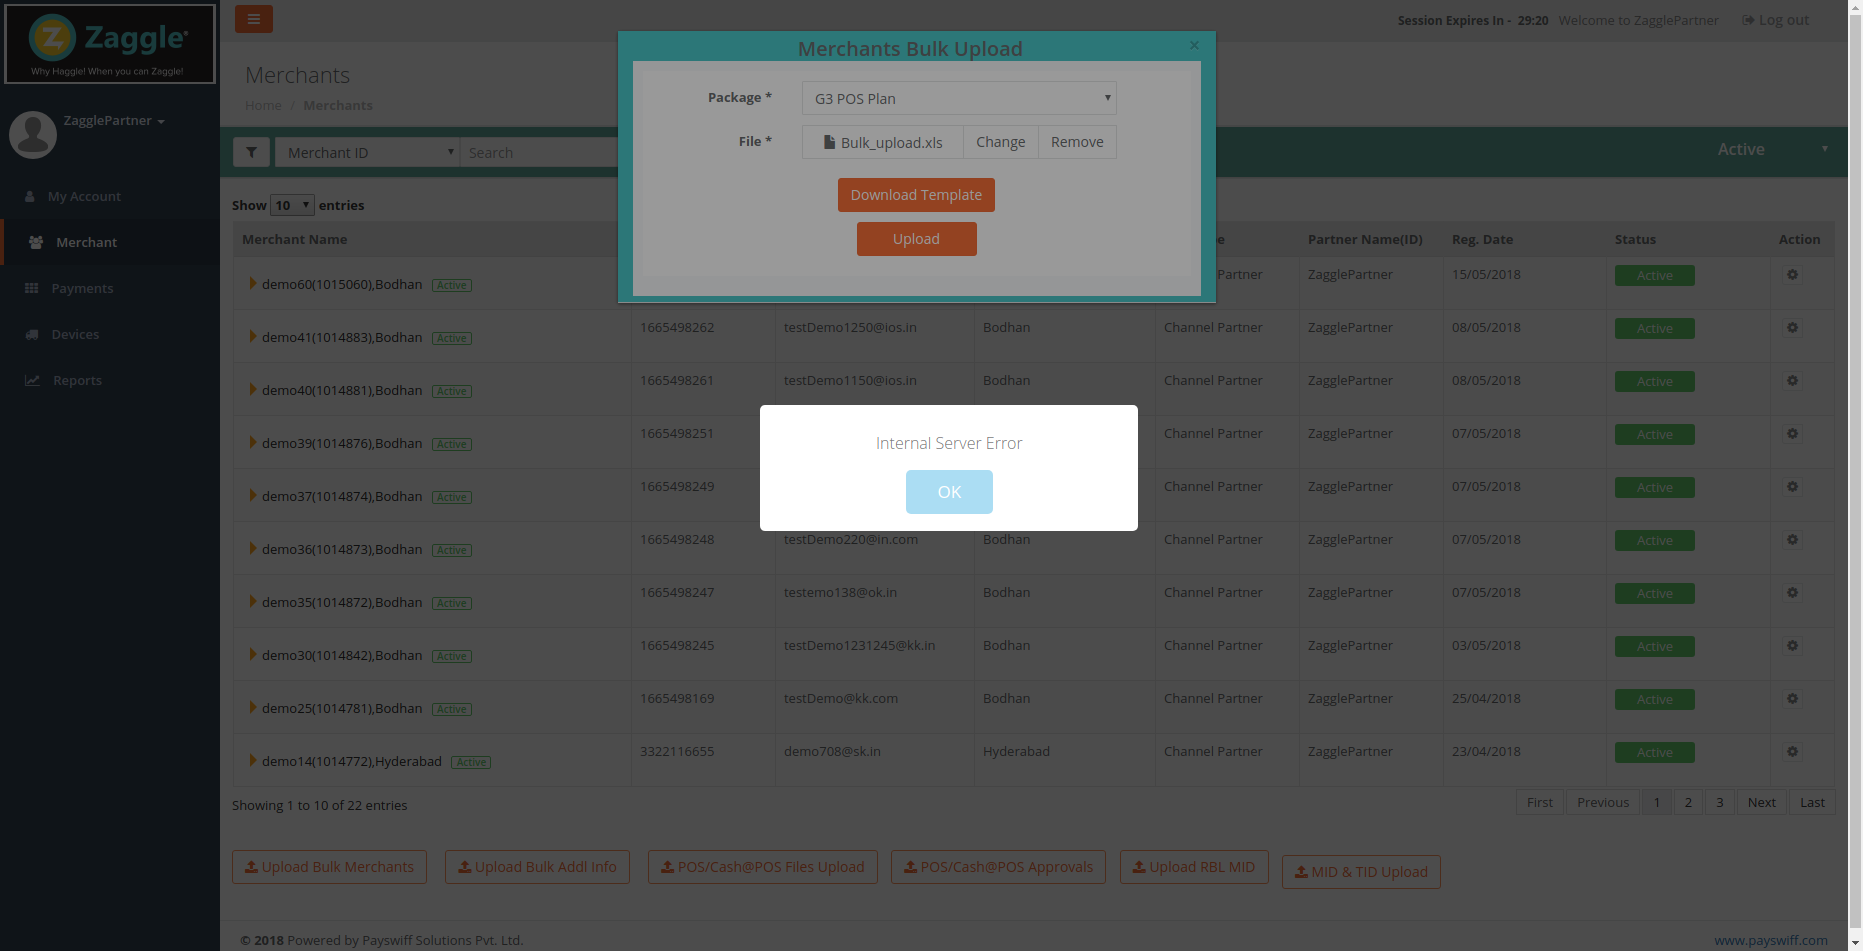 Zaggle®
Why Haggle! When you can Zaggle!
ZagglePartner
My Account
Merchant
Payments
Devices
Reports
Session Expires In - 29:20 Welcome to ZagglePartner Log out
Merchants
Home / Merchants
Merchants Bulk Upload ×
Package * G3 POS Plan
File * Bulk_upload.xls Change Remove
Download Template
Upload
Merchant ID Search Active
Show 10 entries
Merchant Name Partner Name(ID) Reg. Date Status Action
demo60(1015060),Bodhan Active ZagglePartner 15/05/2018 Active
demo41(1014883),Bodhan Active 1665498262 testDemo1250@ios.in Bodhan Channel Partner ZagglePartner 08/05/2018 Active
demo40(1014881),Bodhan Active 1665498261 testDemo1150@ios.in Bodhan Channel Partner ZagglePartner 08/05/2018 Active
demo39(1014876),Bodhan Active 1665498251 Channel Partner ZagglePartner 07/05/2018 Active
demo37(1014874),Bodhan Active 1665498249 Channel Partner ZagglePartner 07/05/2018 Active
demo36(1014873),Bodhan Active 1665498248 testDemo220@in.com Bodhan Channel Partner ZagglePartner 07/05/2018 Active
demo35(1014872),Bodhan Active 1665498247 testemo138@ok.in Bodhan Channel Partner ZagglePartner 07/05/2018 Active
demo30(1014842),Bodhan Active 1665498245 testDemo1231245@kk.in Bodhan Channel Partner ZagglePartner 03/05/2018 Active
demo25(1014781),Bodhan Active 1665498169 testDemo@kk.com Bodhan Channel Partner ZagglePartner 25/04/2018 Active
demo14(1014772),Hyderabad Active 3322116655 demo708@sk.in Hyderabad Channel Partner ZagglePartner 23/04/2018 Active
Internal Server Error
OK
Showing 1 to 10 of 22 entries First Previous 1 2 3 Next Last
Upload Bulk Merchants Upload Bulk Addl Info POS/Cash@POS Files Upload POS/Cash@POS Approvals Upload RBL MID MID & TID Upload
© 2018 Powered by Payswiff Solutions Pvt. Ltd. www.payswiff.com